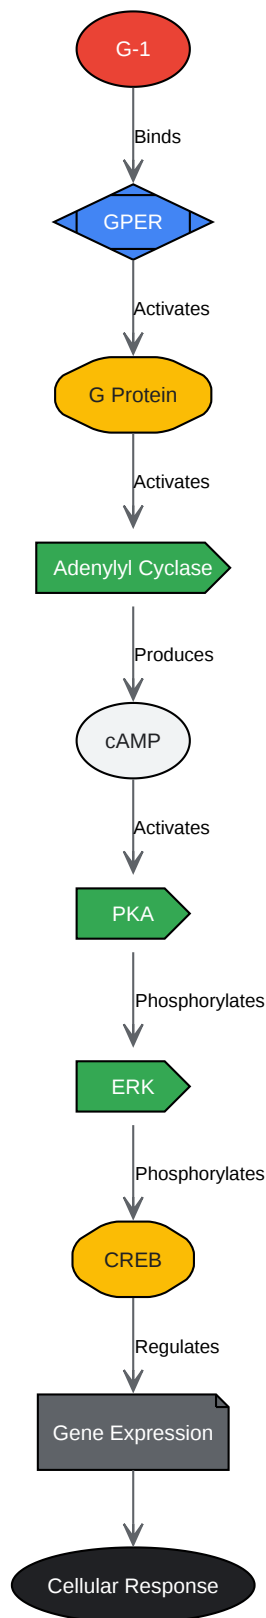 G-1
Binds
GPER
Activates
G Protein
Activates
Adenylyl Cyclase
Produces
cAMP
Activates
PKA
Phosphorylates
ERK
Phosphorylates
CREB
Regulates
Gene Expression
Cellular Response